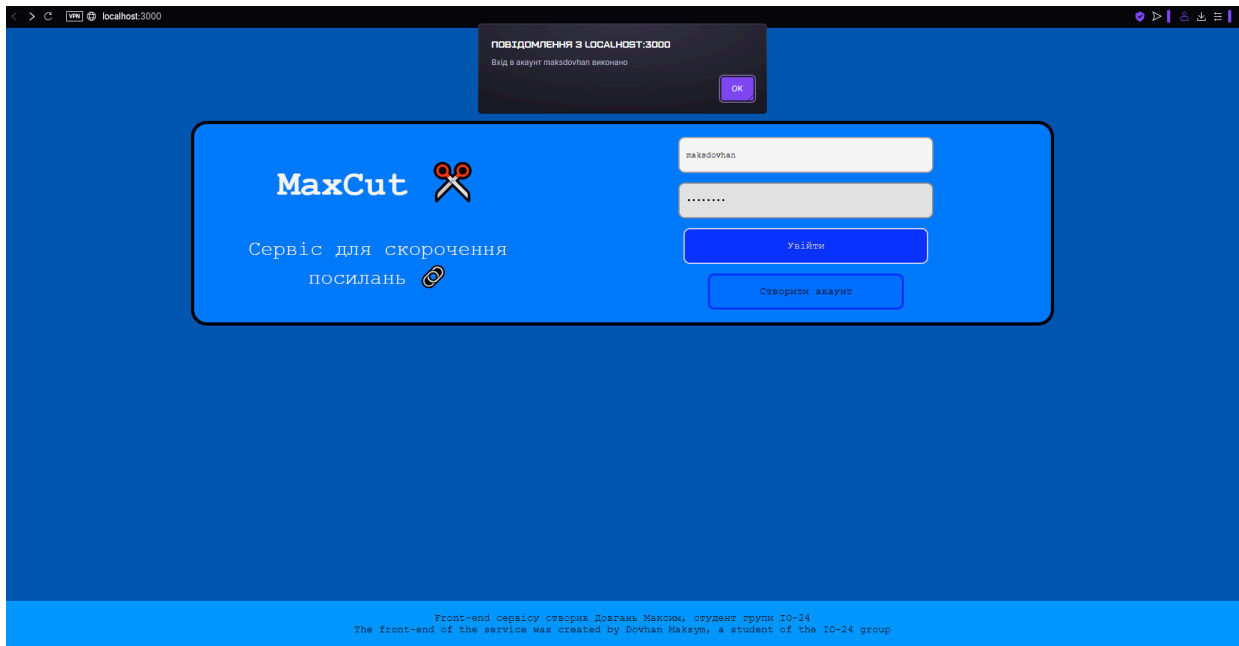 VPN localhost:3000
ПОВІДОМЛЕННЯ З LOCALHOST:3000
Вхід в акаунт maksdovhan виконано
OK
MaxCut
Сервіс для скорочення
посилань
maksdovhan
••••••••
Увійти
Створити акаунт
Front-end сервісу створив Довгань Максим, студент групи ІО-24
The front-end of the service was created by Dovhan Maksym, a student of the IO-24 group